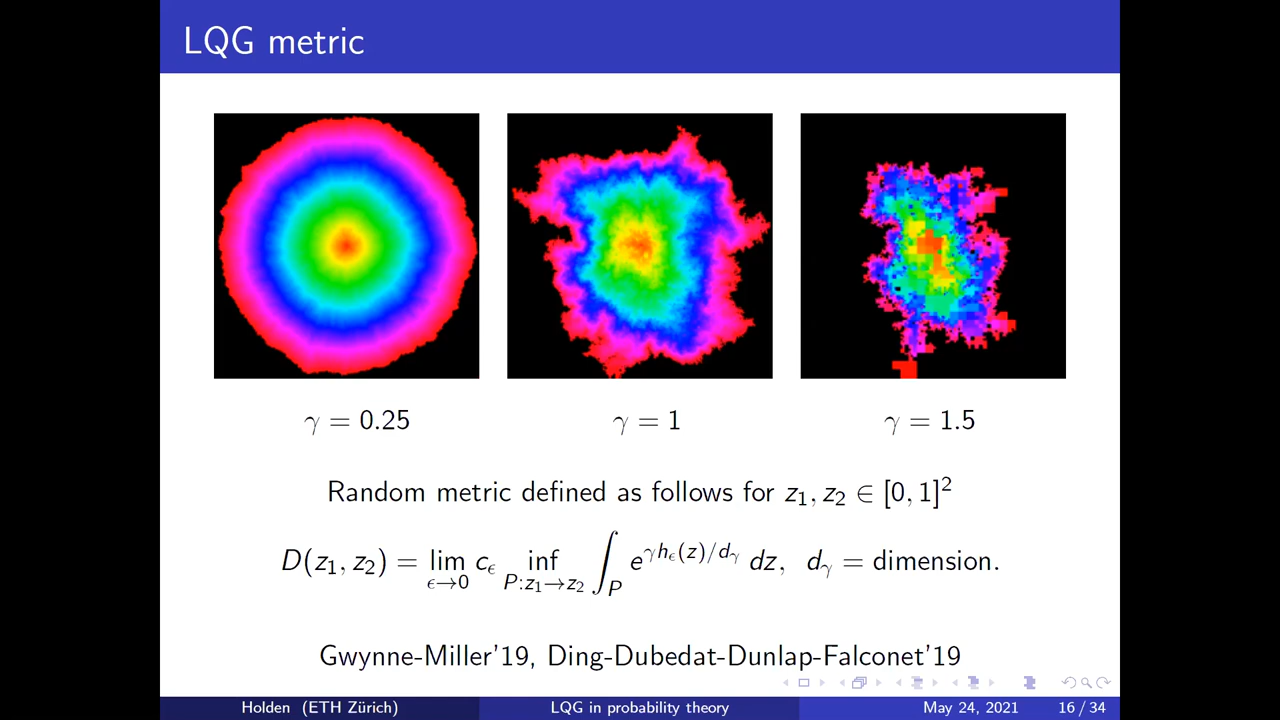 LQG metric
γ = 0.25
γ = 1
γ = 1.5
Random metric defined as follows for z₁, z₂ ∈ [0, 1]²
D(z₁, z₂) = lim_{ϵ→0} c_ϵ inf_{P:z₁→z₂} ∫_P e^{γh_ϵ(z)/d_γ} dz, d_γ = dimension.
Gwynne-Miller'19, Ding-Dubedat-Dunlap-Falconet'19
Holden (ETH Zürich) LQG in probability theory May 24, 2021 16 / 34